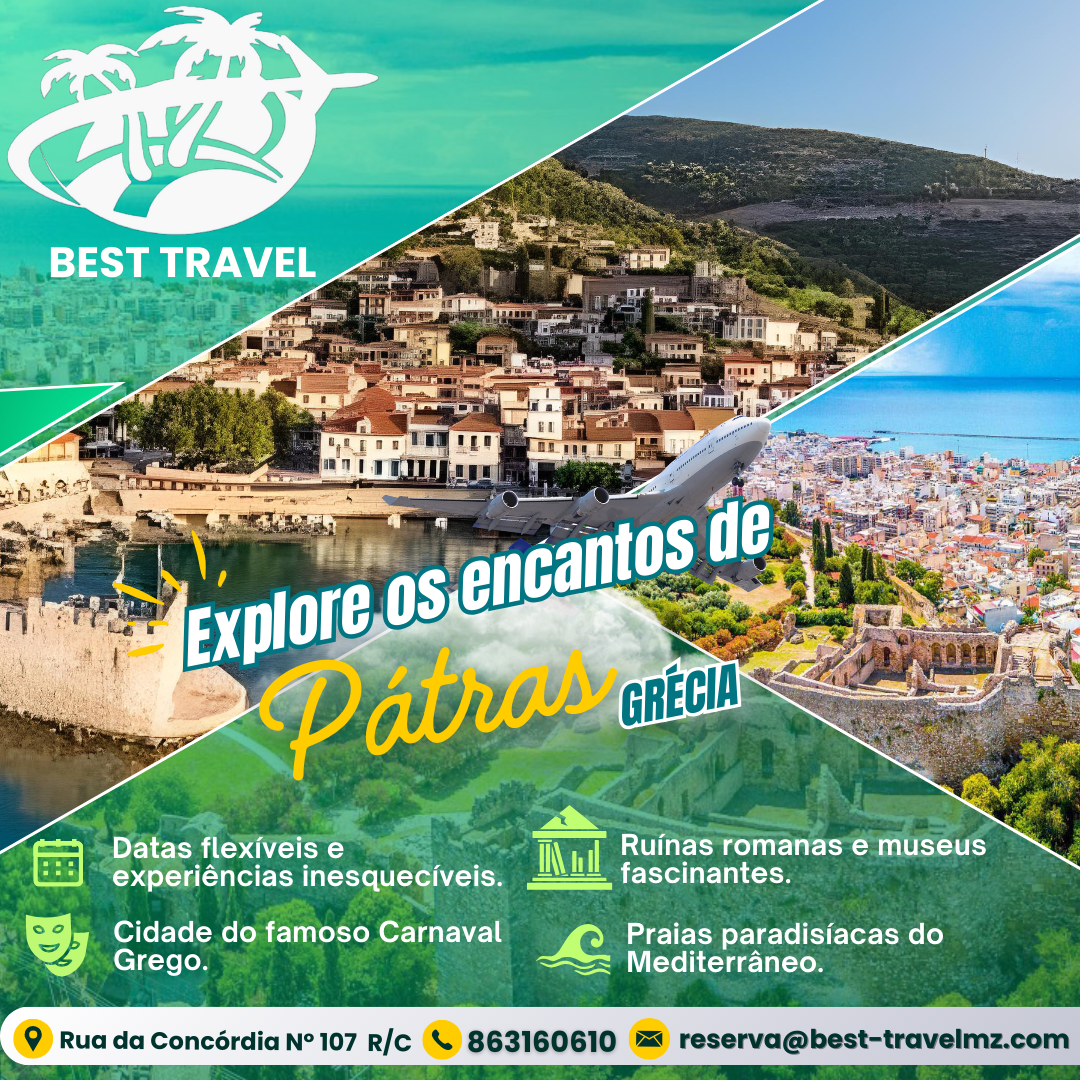 BEST TRAVEL
Explore os encantos de
Pátras GRÉCIA
Datas flexíveis e
experiências inesquecíveis.
Ruínas romanas e museus
fascinantes.
Cidade do famoso Carnaval
Grego.
Praias paradisíacas do
Mediterrâneo.
Rua da Concórdia Nº 107 R/C 863160610 reserva@best-travelmz.com